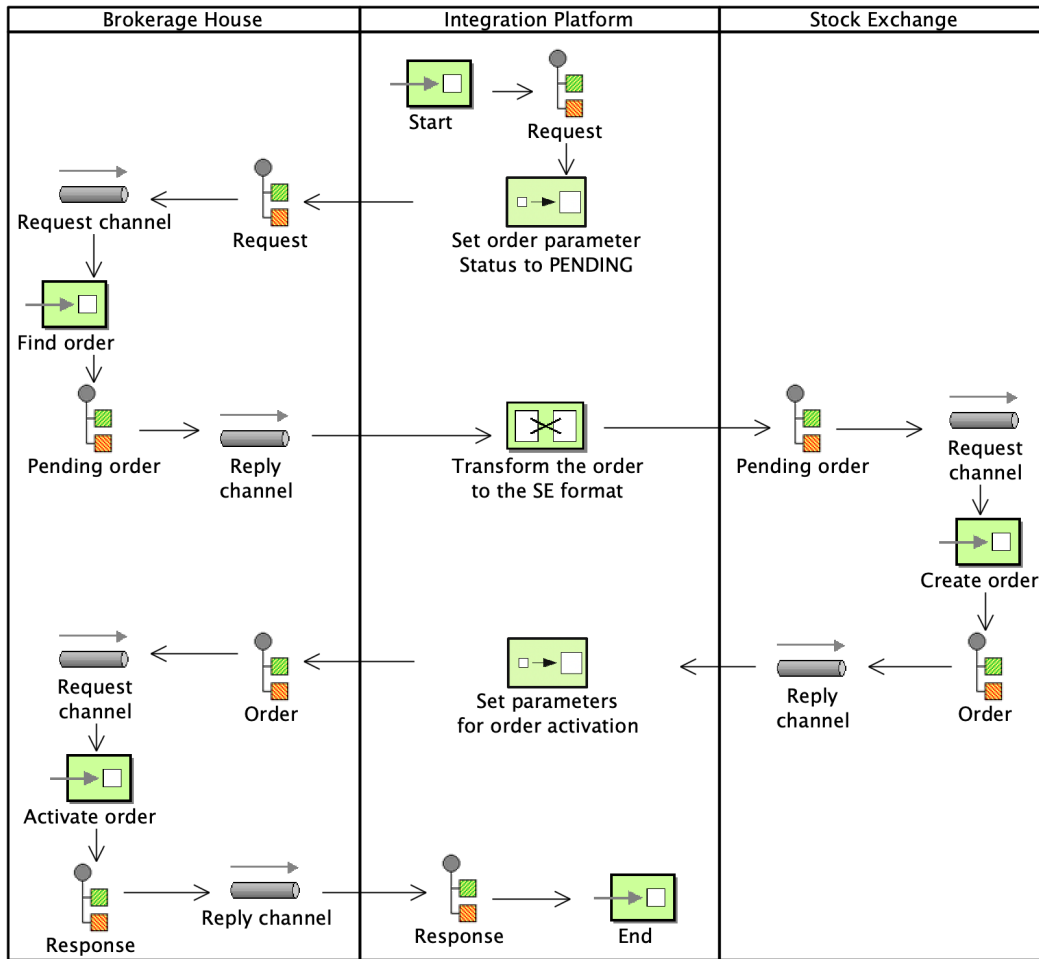 Brokerage House
Integration Platform
Stock Exchange
Start
Request
Request channel
Request
Set order parameter
Status to PENDING
Find order
Pending order
Reply
channel
Transform the order
to the SE format
Pending order
Request
channel
Create order
Request
channel
Order
Set parameters
for order activation
Reply
channel
Order
Activate order
Response
Reply channel
Response
End